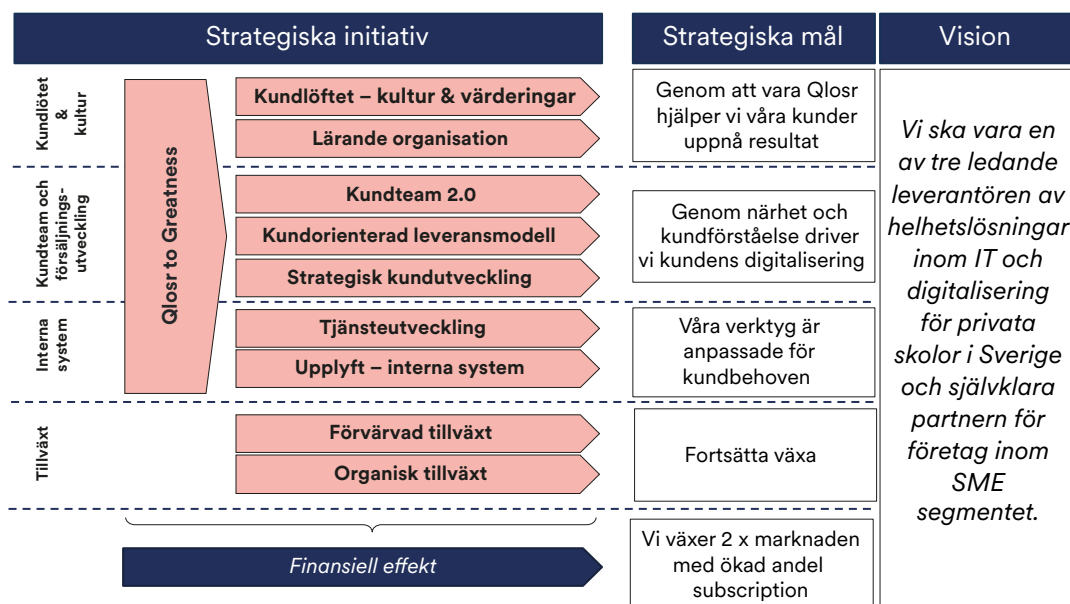 Strategiska initiativ
Strategiska mål
Vision
Kundlötet
&
kultur
Qlosr to Greatness
Kundlöftet – kultur & värderingar
Lärande organisation
Genom att vara Qlosr
hjälper vi våra kunder
uppnå resultat
Kundteam och
försäljnings-
utveckling
Kundteam 2.0
Kundorienterad leveransmodell
Strategisk kundutveckling
Genom närhet och
kundförståelse driver
vi kundens digitalisering
Interna
system
Tjänsteutveckling
Upplyft – interna system
Våra verktyg är
anpassade för
kundbehoven
Tillväxt
Förvärvad tillväxt
Organisk tillväxt
Fortsätta växa
Finansiell effekt
Vi växer 2 x marknaden
med ökad andel
subscription
Vi ska vara en
av tre ledande
leverantören av
helhetslösningar
inom IT och
digitalisering
för privata
skolor i Sverige
och självklara
partnern för
företag inom
SME
segmentet.